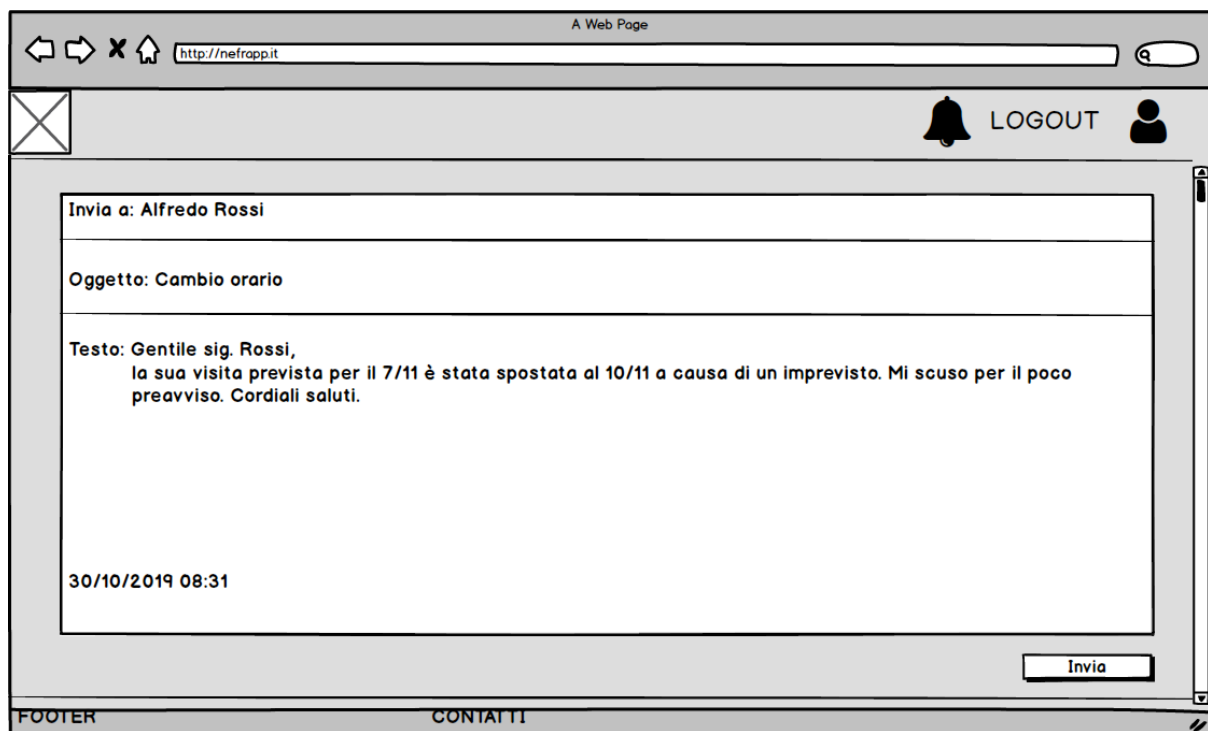 A Web Page
http://nefrapp.it
LOGOUT
Invia a: Alfredo Rossi
Oggetto: Cambio orario
Testo: Gentile sig. Rossi,
la sua visita prevista per il 7/11 è stata spostata al 10/11 a causa di un imprevisto. Mi scuso per il poco
preavviso. Cordiali saluti.
30/10/2019 08:31
Invia
FOOTER CONTATTI